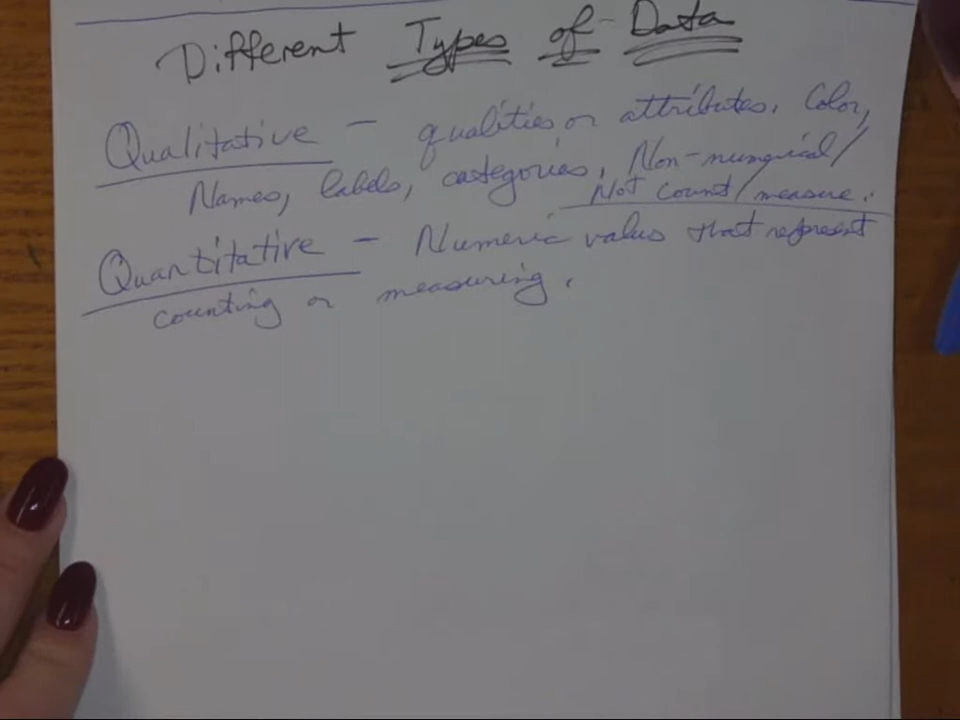 Different Types of Data
Qualitative - qualities or attributes. Color,
Names, labels, categories, Non-numerical/
Not count/measure.
Quantitative - Numeric values that represent
counting or measuring.